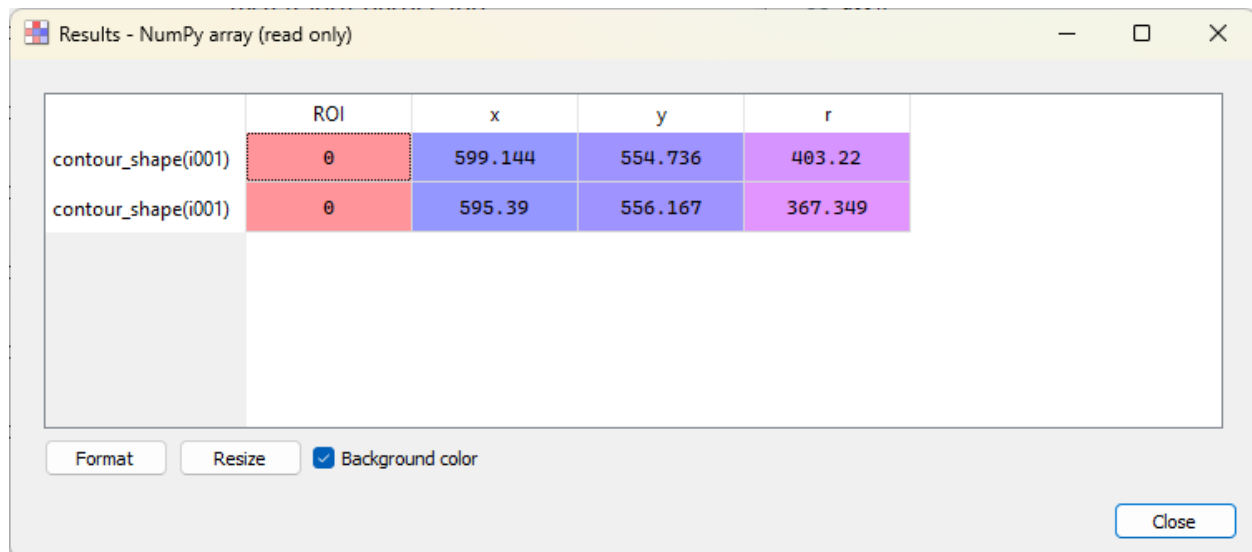 Results - NumPy array (read only)
ROI x y r
contour_shape(i001) 0 599.144 554.736 403.22
contour_shape(i001) 0 595.39 556.167 367.349
Format Resize Background color
Close